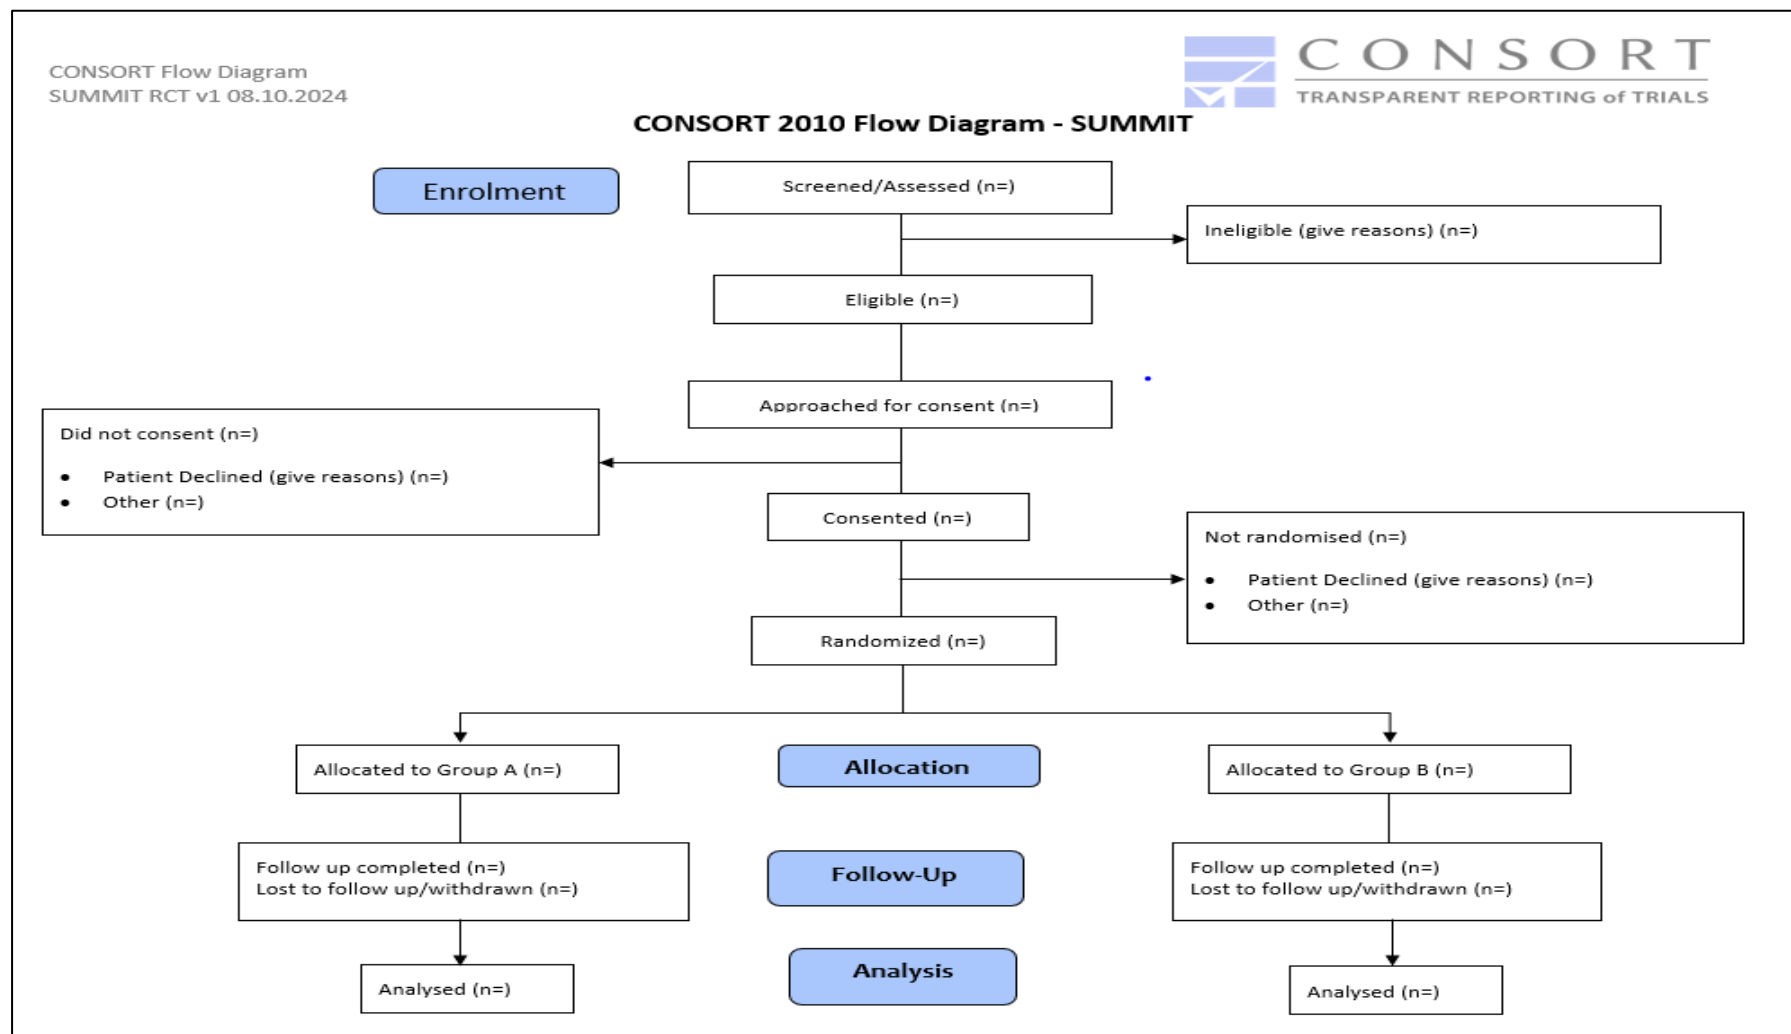 CONSORT Flow Diagram
SUMMIT RCT v1 08.10.2024
CONSORT
TRANSPARENT REPORTING of TRIALS
CONSORT 2010 Flow Diagram - SUMMIT
Enrolment
Screened/Assessed (n=)
Ineligible (give reasons) (n=)
Eligible (n=)
Approached for consent (n=)
Did not consent (n=)
• Patient Declined (give reasons) (n=)
• Other (n=)
Consented (n=)
Not randomised (n=)
• Patient Declined (give reasons) (n=)
• Other (n=)
Randomized (n=)
Allocated to Group A (n=)
Allocation
Allocated to Group B (n=)
Follow up completed (n=)
Lost to follow up/withdrawn (n=)
Follow-Up
Follow up completed (n=)
Lost to follow up/withdrawn (n=)
Analysed (n=)
Analysis
Analysed (n=)